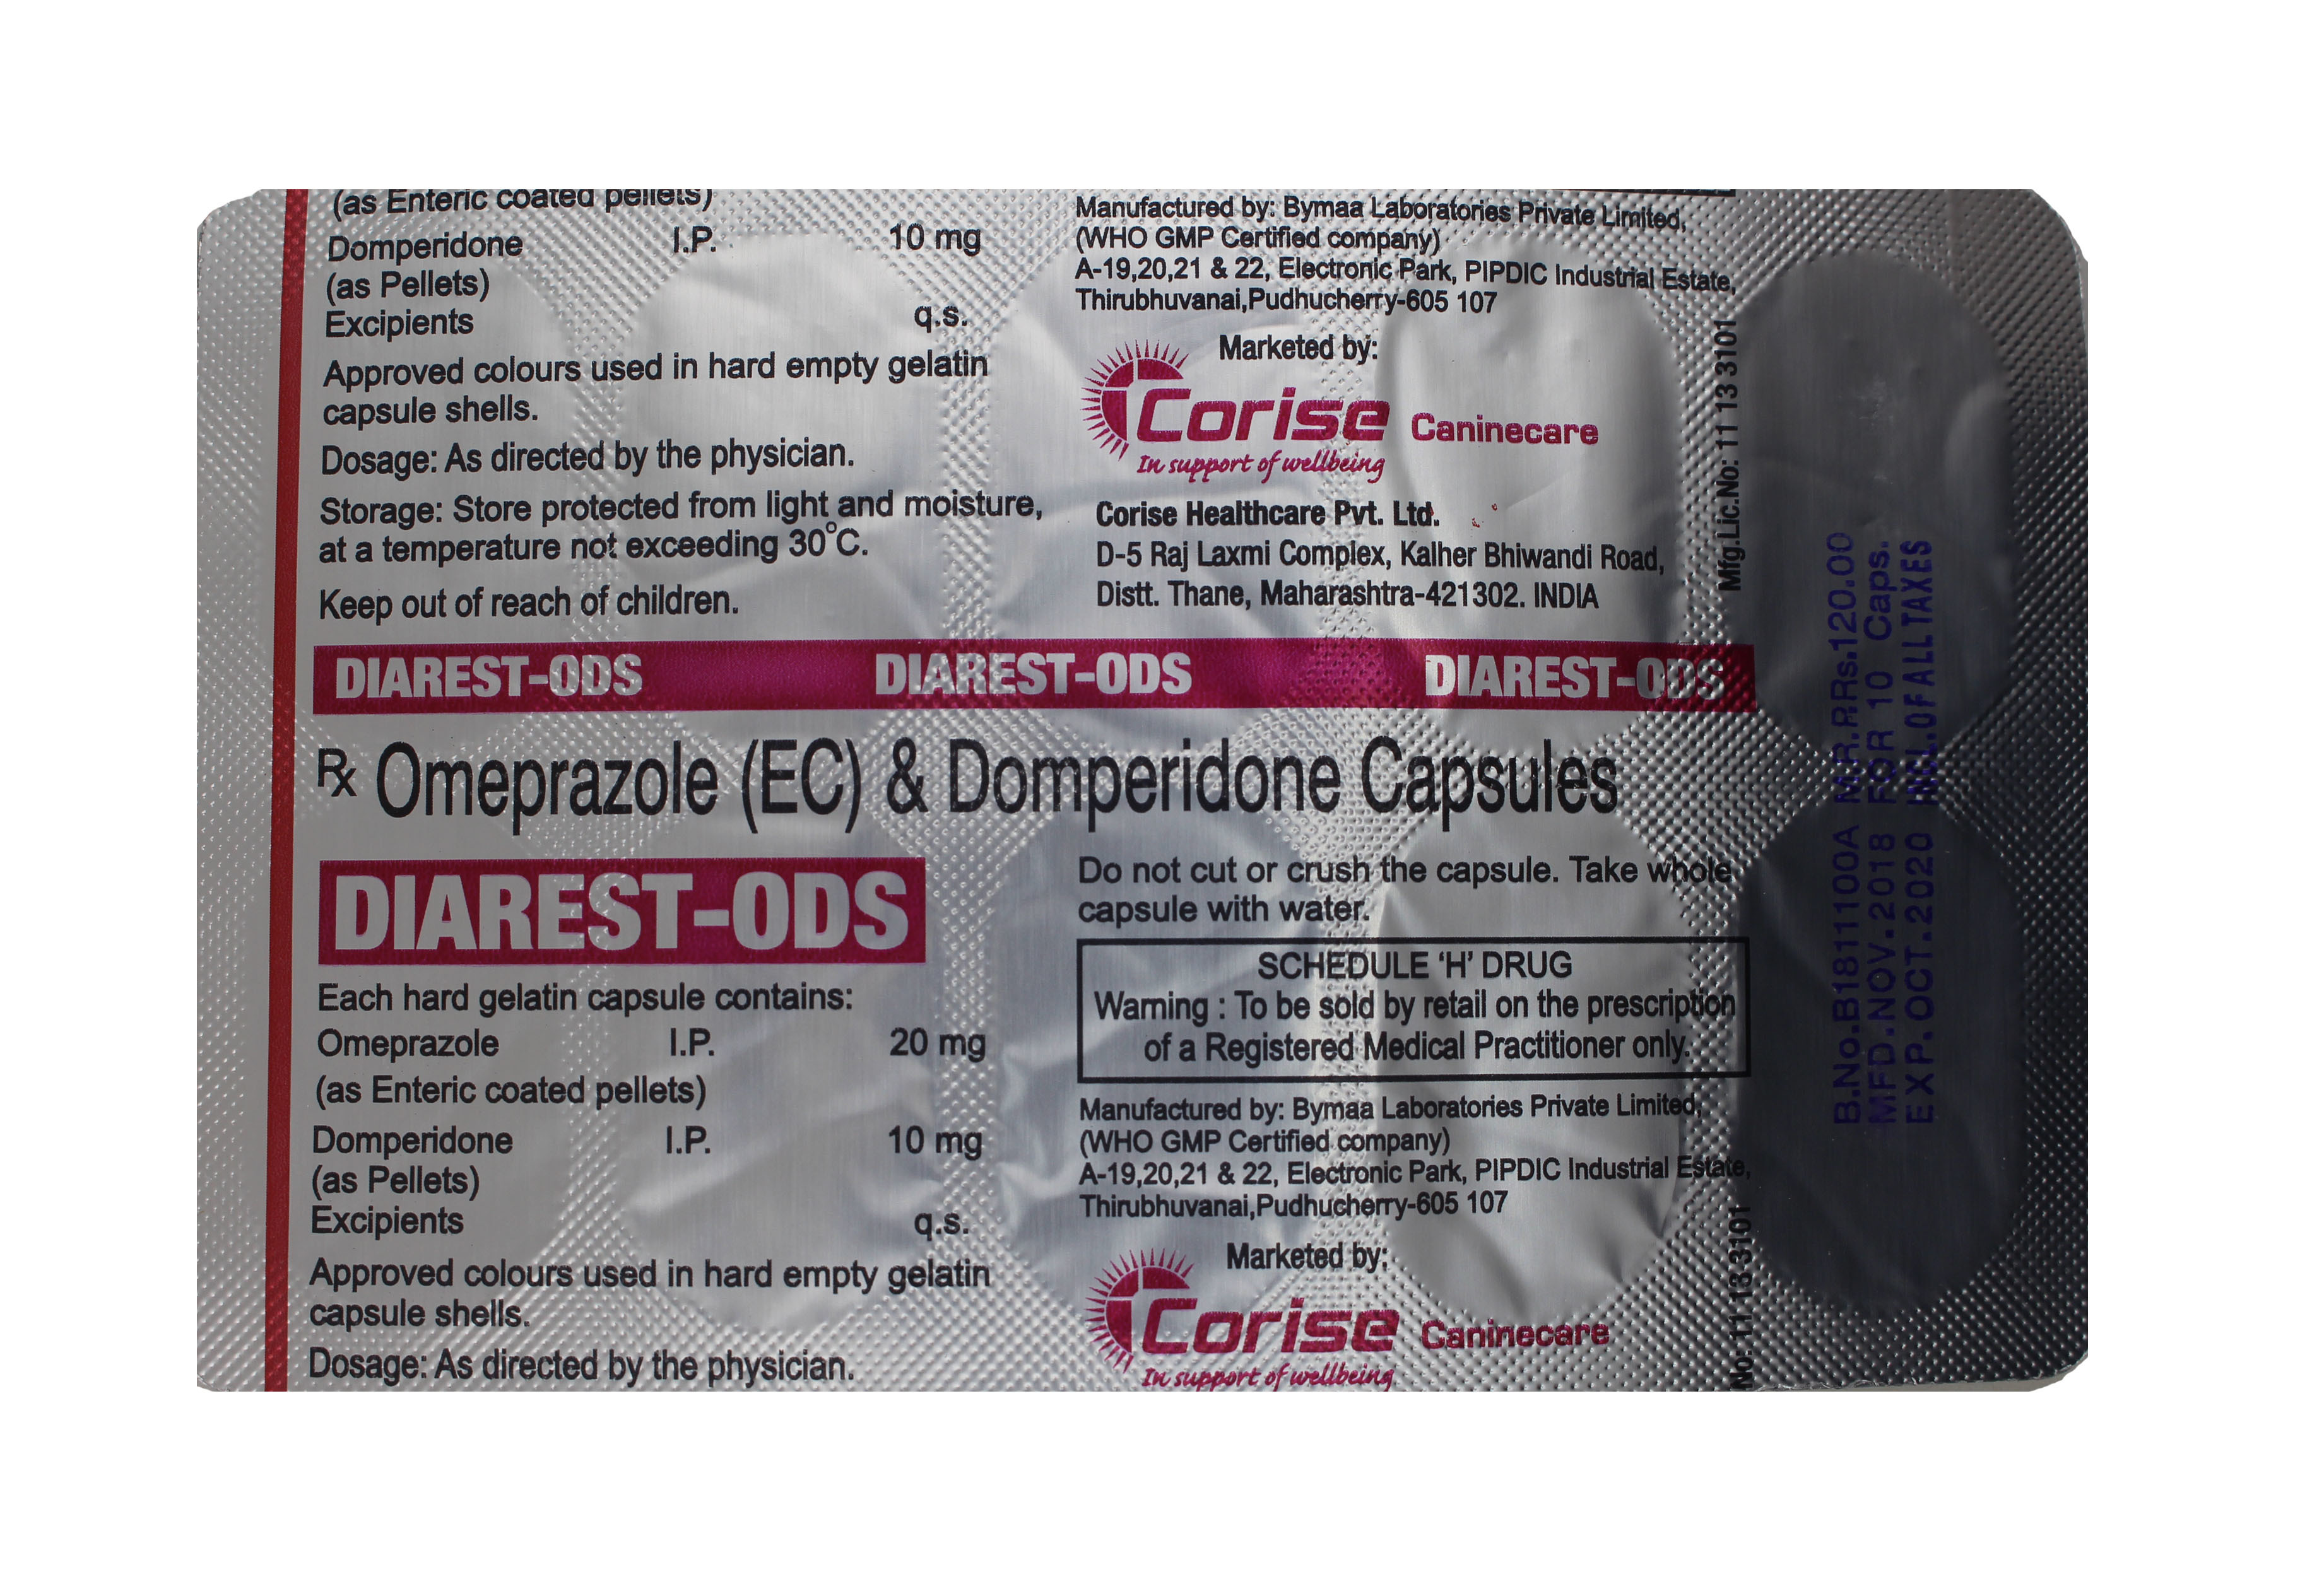 (as Enteric coated pellets)
Domperidone I.P. 10 mg
(as Pellets)
Excipients q.s.
Approved colours used in hard empty gelatin
capsule shells.
Dosage: As directed by the physician.
Storage: Store protected from light and moisture,
at a temperature not exceeding 30°C.
Keep out of reach of children.
Manufactured by: Bymaa Laboratories Private Limited,
(WHO GMP Certified company)
A-19,20,21 & 22, Electronic Park, PIPDIC Industrial Estate,
Thirubhuvanai,Pudhucherry-605 107
Marketed by:
Corise Caninecare
In support of wellbeing
Corise Healthcare Pvt. Ltd.
D-5 Raj Laxmi Complex, Kalher Bhiwandi Road,
Distt. Thane, Maharashtra-421302. INDIA
Mfg.Lic.No: 11 13 3101
DIAREST-ODS DIAREST-ODS DIAREST-ODS
Rx Omeprazole (EC) & Domperidone Capsules
DIAREST-ODS
Each hard gelatin capsule contains:
Omeprazole I.P. 20 mg
(as Enteric coated pellets)
Domperidone I.P. 10 mg
(as Pellets)
Excipients q.s.
Approved colours used in hard empty gelatin
capsule shells.
Dosage: As directed by the physician.
Do not cut or crush the capsule. Take whole
capsule with water.
SCHEDULE 'H' DRUG
Warning : To be sold by retail on the prescription
of a Registered Medical Practitioner only.
Manufactured by: Bymaa Laboratories Private Limited,
(WHO GMP Certified company)
A-19,20,21 & 22, Electronic Park, PIPDIC Industrial Estate,
Thirubhuvanai,Pudhucherry-605 107
Marketed by:
Corise Caninecare
In support of wellbeing
No: 11 13 3101
B.No.B181100A M.R.P.Rs.120.00
MFD.NOV.2018 FOR 10 Caps.
EXP.OCT.2020 INCL.OF ALL TAXES